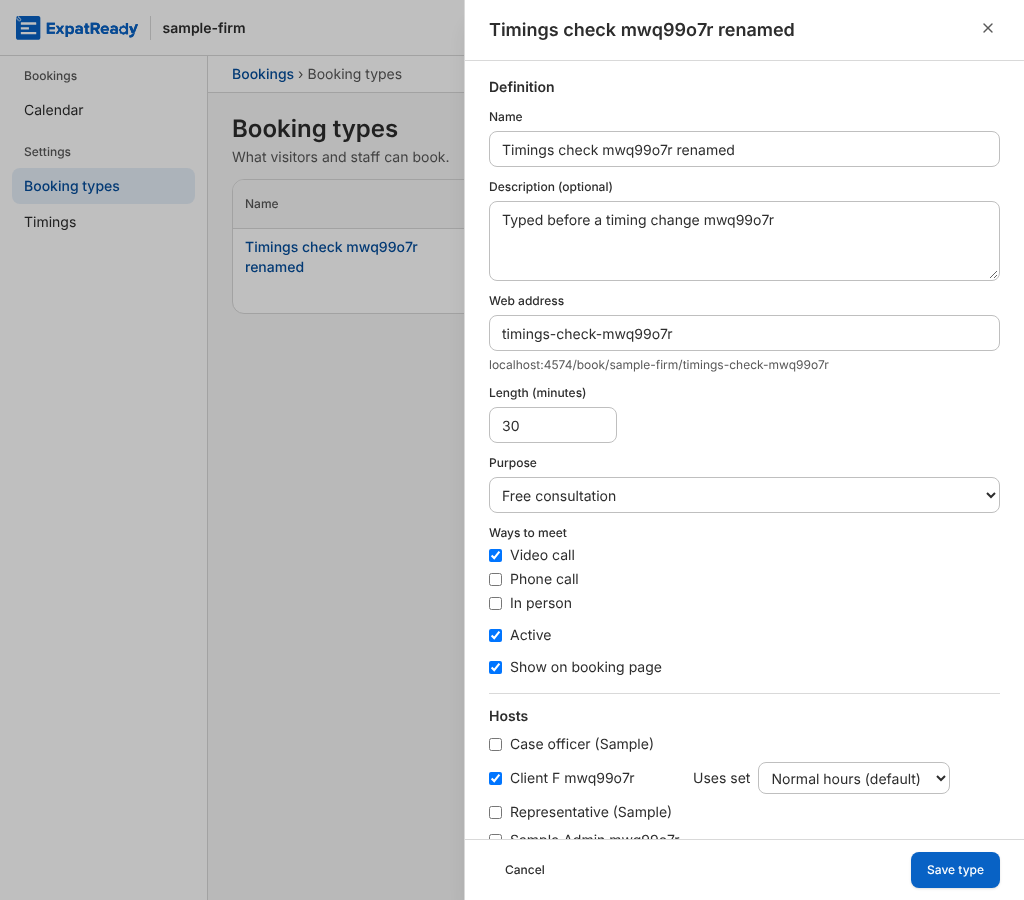 ExpatReady
sample-firm
Bookings
Calendar
Settings
Booking types
Timings
Bookings › Booking types
Booking types
What visitors and staff can book.
Name
Timings check mwq99o7r
renamed
Timings check mwq99o7r renamed
×
Definition
Name
Timings check mwq99o7r renamed
Description (optional)
Typed before a timing change mwq99o7r
Web address
timings-check-mwq99o7r
localhost:4574/book/sample-firm/timings-check-mwq99o7r
Length (minutes)
30
Purpose
Free consultation
Ways to meet
Video call
Phone call
In person
Active
Show on booking page
Hosts
Case officer (Sample)
Client F mwq99o7r Uses set Normal hours (default)
Representative (Sample)
Sample Admin mwq99o7r
Cancel
Save type